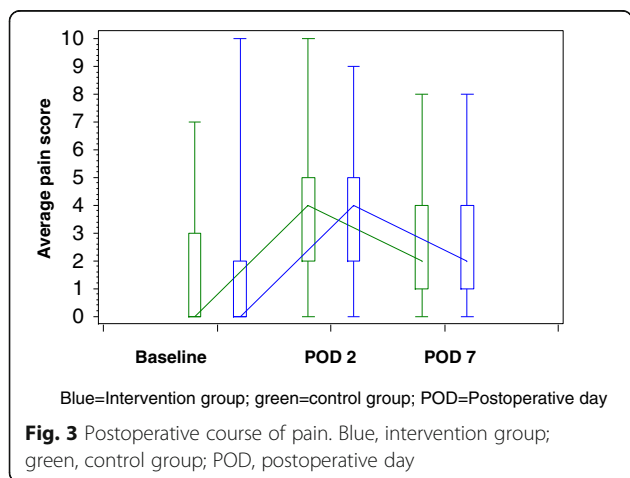 10
9
8
7
6
5
4
3
2
1
0
Average pain score
Baseline POD 2 POD 7
Blue=Intervention group; green=control group; POD=Postoperative day
Fig. 3 Postoperative course of pain. Blue, intervention group;
green, control group; POD, postoperative day